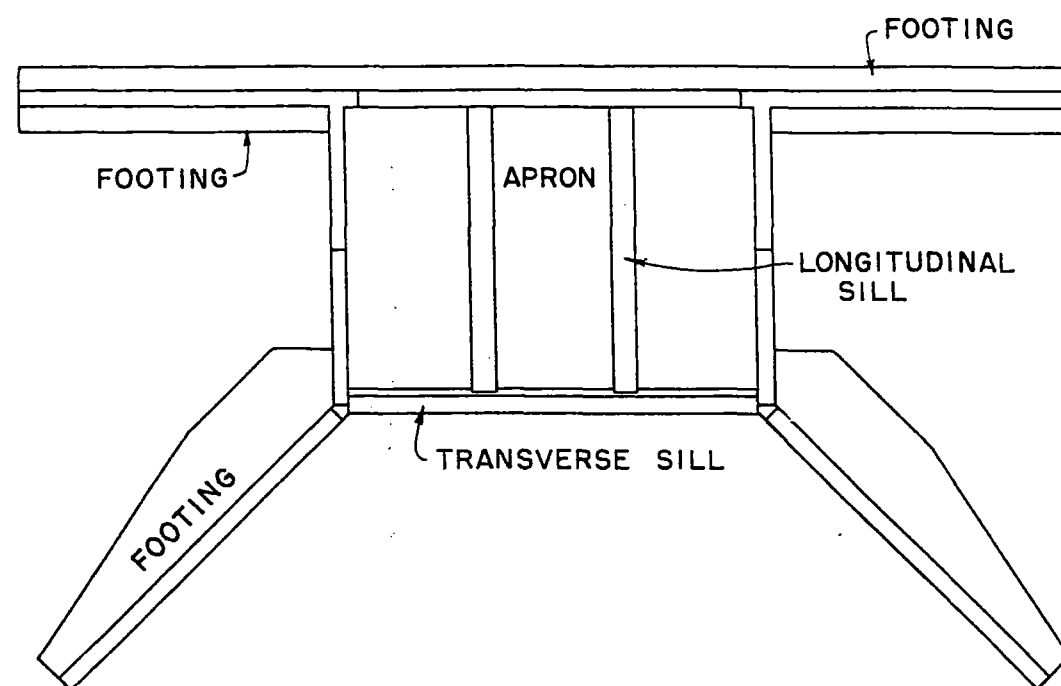 FOOTING
FOOTING
APRON
LONGITUDINAL
SILL
TRANSVERSE SILL
FOOTING